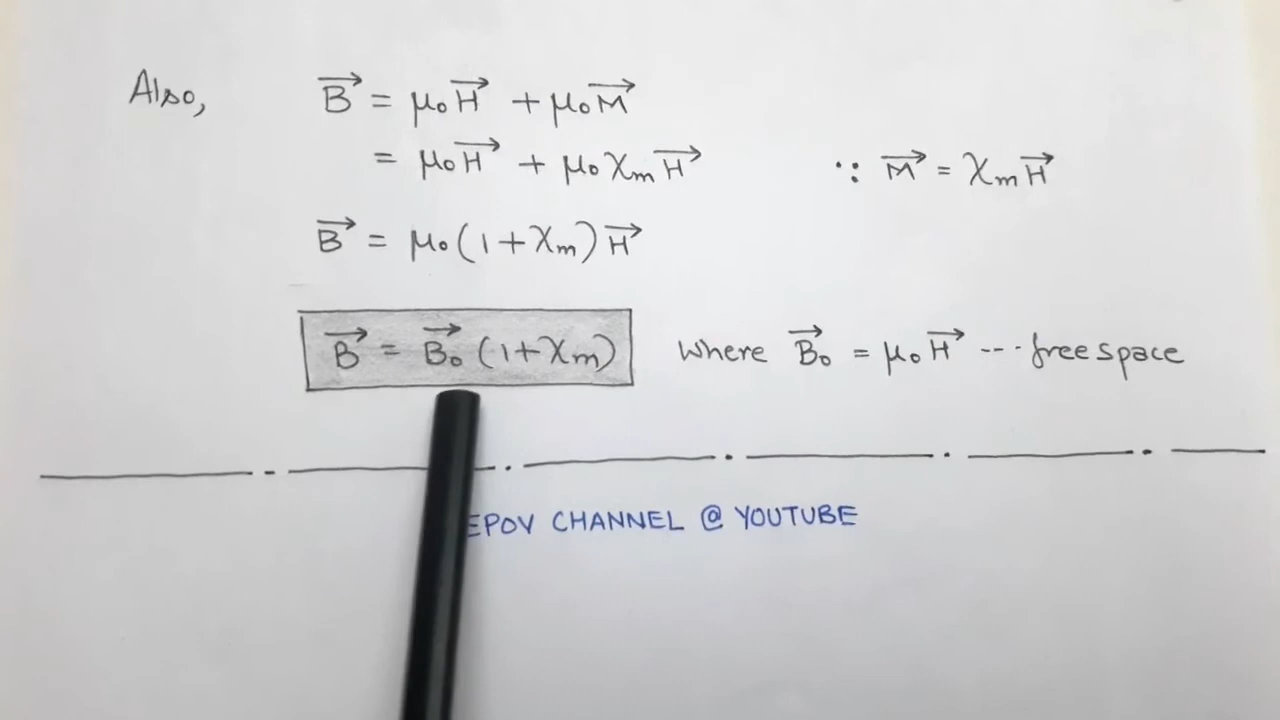 Also, B⃗ = μ₀H⃗ + μ₀M⃗
= μ₀H⃗ + μ₀χₘH⃗ ∵ M⃗ = χₘH⃗
B⃗ = μ₀(1+χₘ)H⃗
B⃗ = B⃗₀(1+χₘ) where B⃗₀ = μ₀H⃗ --- free space
EPOV CHANNEL @ YOUTUBE